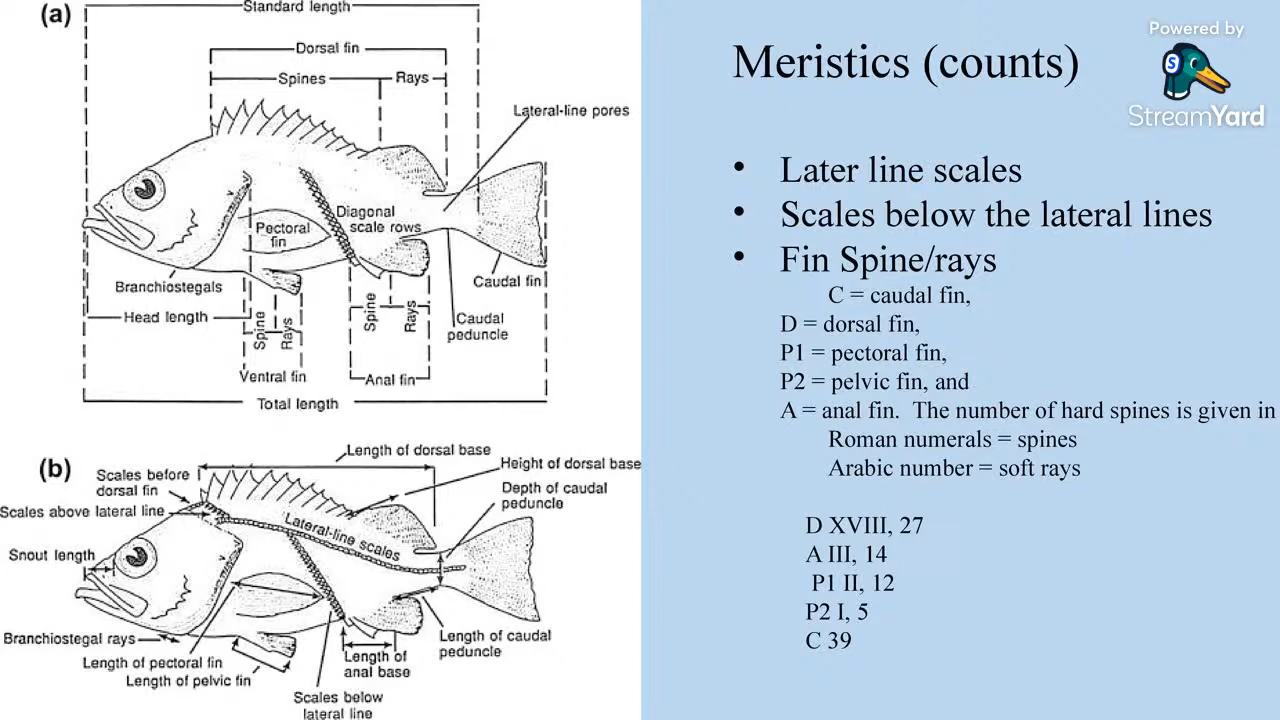 (a)
Standard length
Dorsal fin
Spines
Rays
Lateral-line pores
Diagonal
scale rows
Pectoral
fin
Branchiostegals
Caudal fin
Head length
Spine
Rays
Spine
Rays
Caudal
peduncle
Ventral fin
Anal fin
Total length
(b)
Length of dorsal base
Height of dorsal base
Scales before
dorsal fin
Depth of caudal
peduncle
Scales above lateral line
Lateral-line scales
Snout length
Branchiostegal rays
Length of pectoral fin
Length of pelvic fin
Length of
anal base
Length of caudal
peduncle
Scales below
lateral line
Powered by
S
StreamYard
Meristics (counts)
• Later line scales
• Scales below the lateral lines
• Fin Spine/rays
C = caudal fin,
D = dorsal fin,
P1 = pectoral fin,
P2 = pelvic fin, and
A = anal fin. The number of hard spines is given in
Roman numerals = spines
Arabic number = soft rays
D XVIII, 27
A III, 14
P1 II, 12
P2 I, 5
C 39